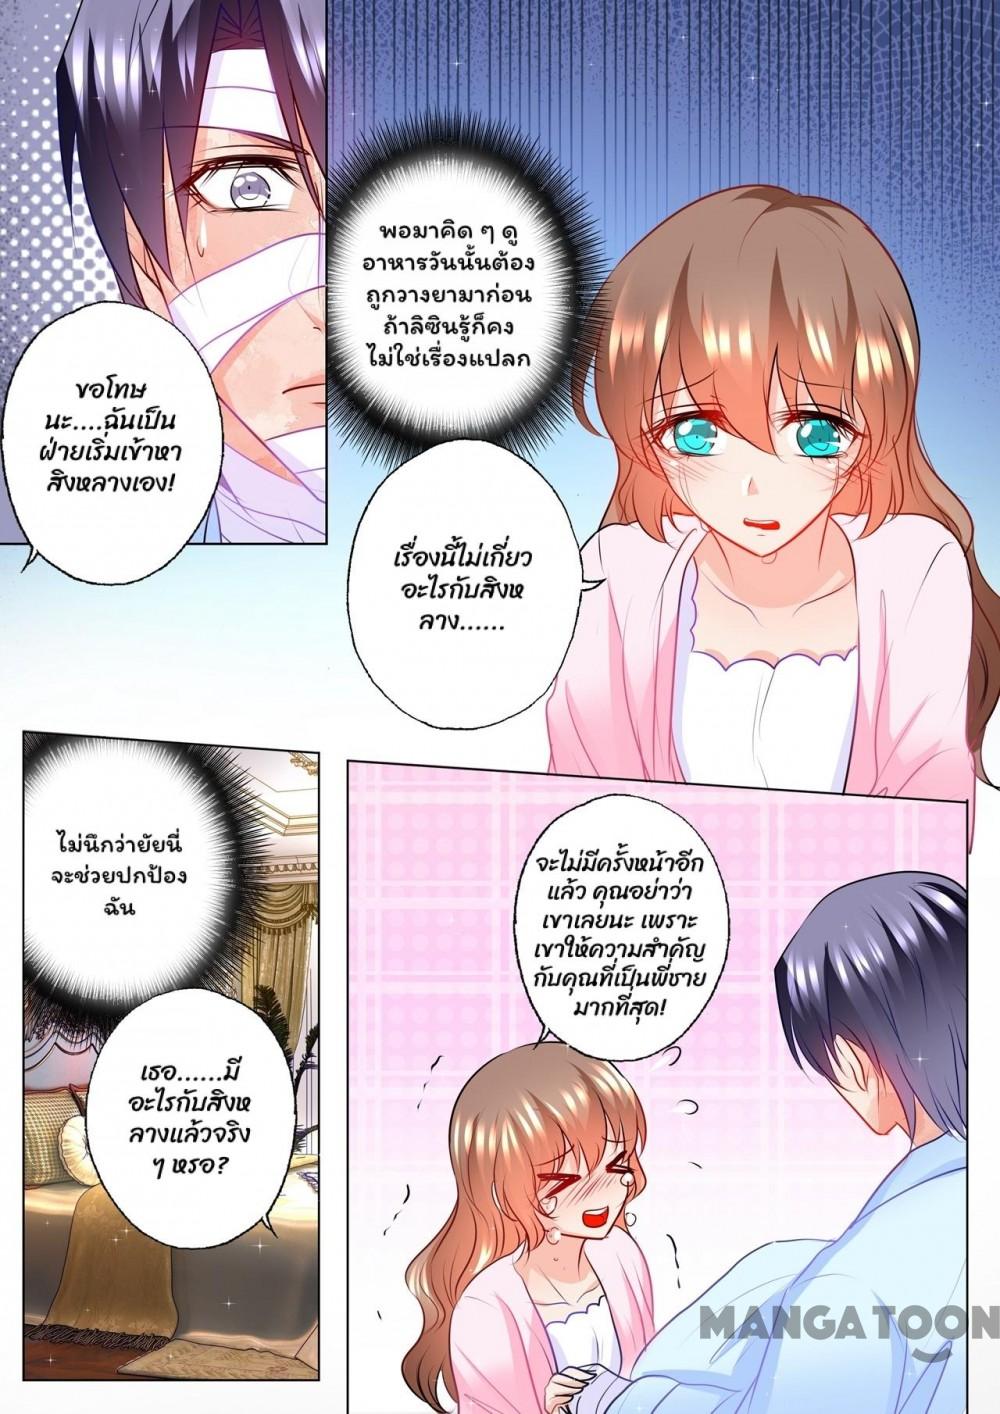 พอมาคิด ๆ ดู
อาหารวันนั้นต้อง
ถูกวางยามาก่อน
ถ้าลิซินรู้ก็คง
ไม่ใช่เรื่องแปลก
ขอโทษ
นะ....ฉันเป็น
ฝ่ายเริ่มเข้าหา
สิงหลางเอง!
เรื่องนี้ไม่เกี่ยว
อะไรกับสิงห
ลาง......
ไม่นึกว่ายัยนี่
จะช่วยปกป้อง
ฉัน
เธอ......มี
อะไรกับสิงห
ลางแล้วจริง
ๆ หรอ?
จะไม่มีครั้งหน้าอีก
แล้ว คุณอย่าว่า
เขาเลยนะ เพราะ
เขาให้ความสำคัญ
กับคุณที่เป็นพี่ชาย
มากที่สุด!
MANGATOON